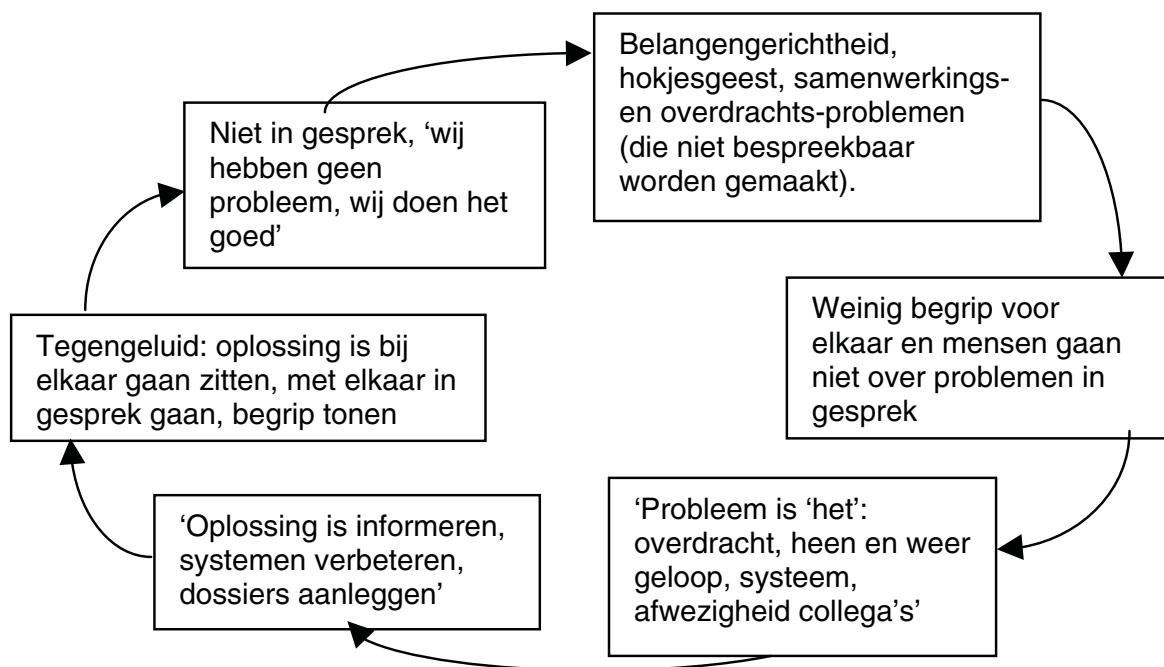 Belangengerichtheid,
hokjesgeest, samenwerkings-
en overdrachts-problemen
(die niet bespreekbaar
worden gemaakt).
Niet in gesprek, ‘wij
hebben geen
probleem, wij doen het
goed’
Weinig begrip voor
elkaar en mensen gaan
niet over problemen in
gesprek
Tegengeluid: oplossing is bij
elkaar gaan zitten, met elkaar in
gesprek gaan, begrip tonen
‘Probleem is ‘het’:
overdracht, heen en weer
geloop, systeem,
afwezigheid collega’s’
‘Oplossing is informeren,
systemen verbeteren,
dossiers aanleggen’